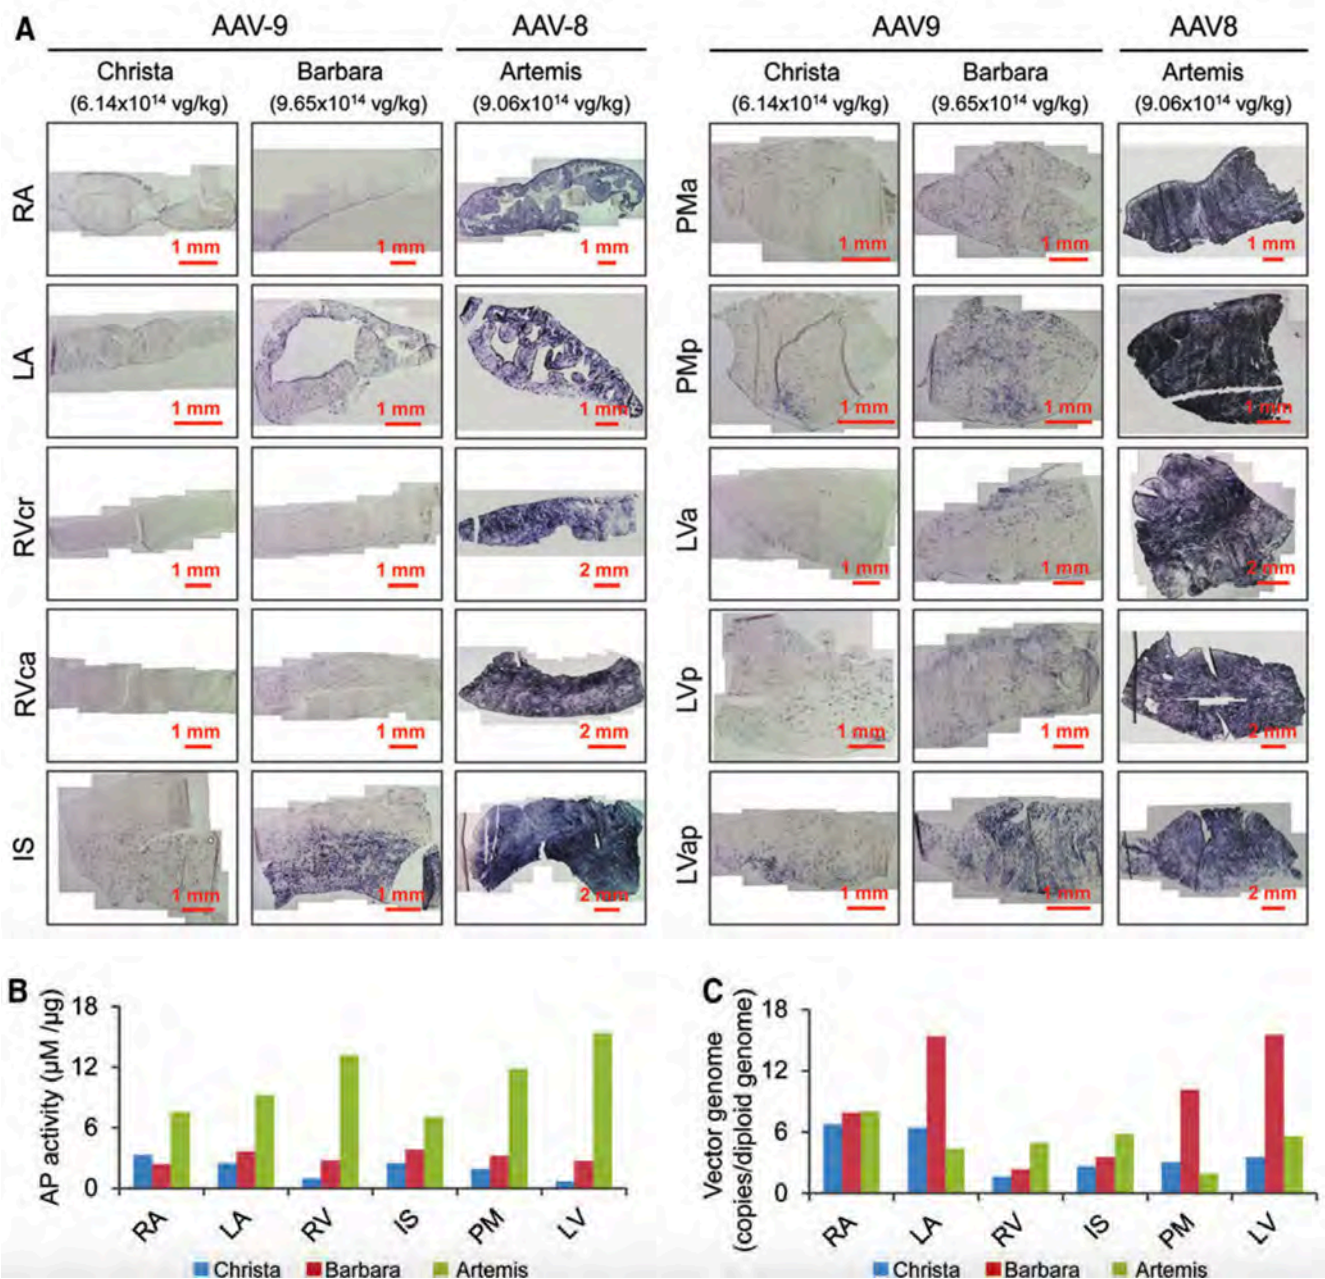 A
AAV-9 AAV-8 AAV9 AAV8
Christa Barbara Artemis Christa Barbara Artemis
(6.14x10¹⁴ vg/kg) (9.65x10¹⁴ vg/kg) (9.06x10¹⁴ vg/kg) (6.14x10¹⁴ vg/kg) (9.65x10¹⁴ vg/kg) (9.06x10¹⁴ vg/kg)
RA 1 mm 1 mm 1 mm PMa 1 mm 1 mm 1 mm
LA 1 mm 1 mm 1 mm PMp 1 mm 1 mm 1 mm
RVcr 1 mm 1 mm 2 mm LVa 1 mm 1 mm 2 mm
RVca 1 mm 1 mm 2 mm LVp 1 mm 1 mm 2 mm
IS 1 mm 1 mm 2 mm LVap 1 mm 1 mm 2 mm
B
AP activity (µM /µg)
18
12
6
0
RA LA RV IS PM LV
Christa Barbara Artemis
C
Vector genome
(copies/diploid genome)
18
12
6
0
RA LA RV IS PM LV
Christa Barbara Artemis